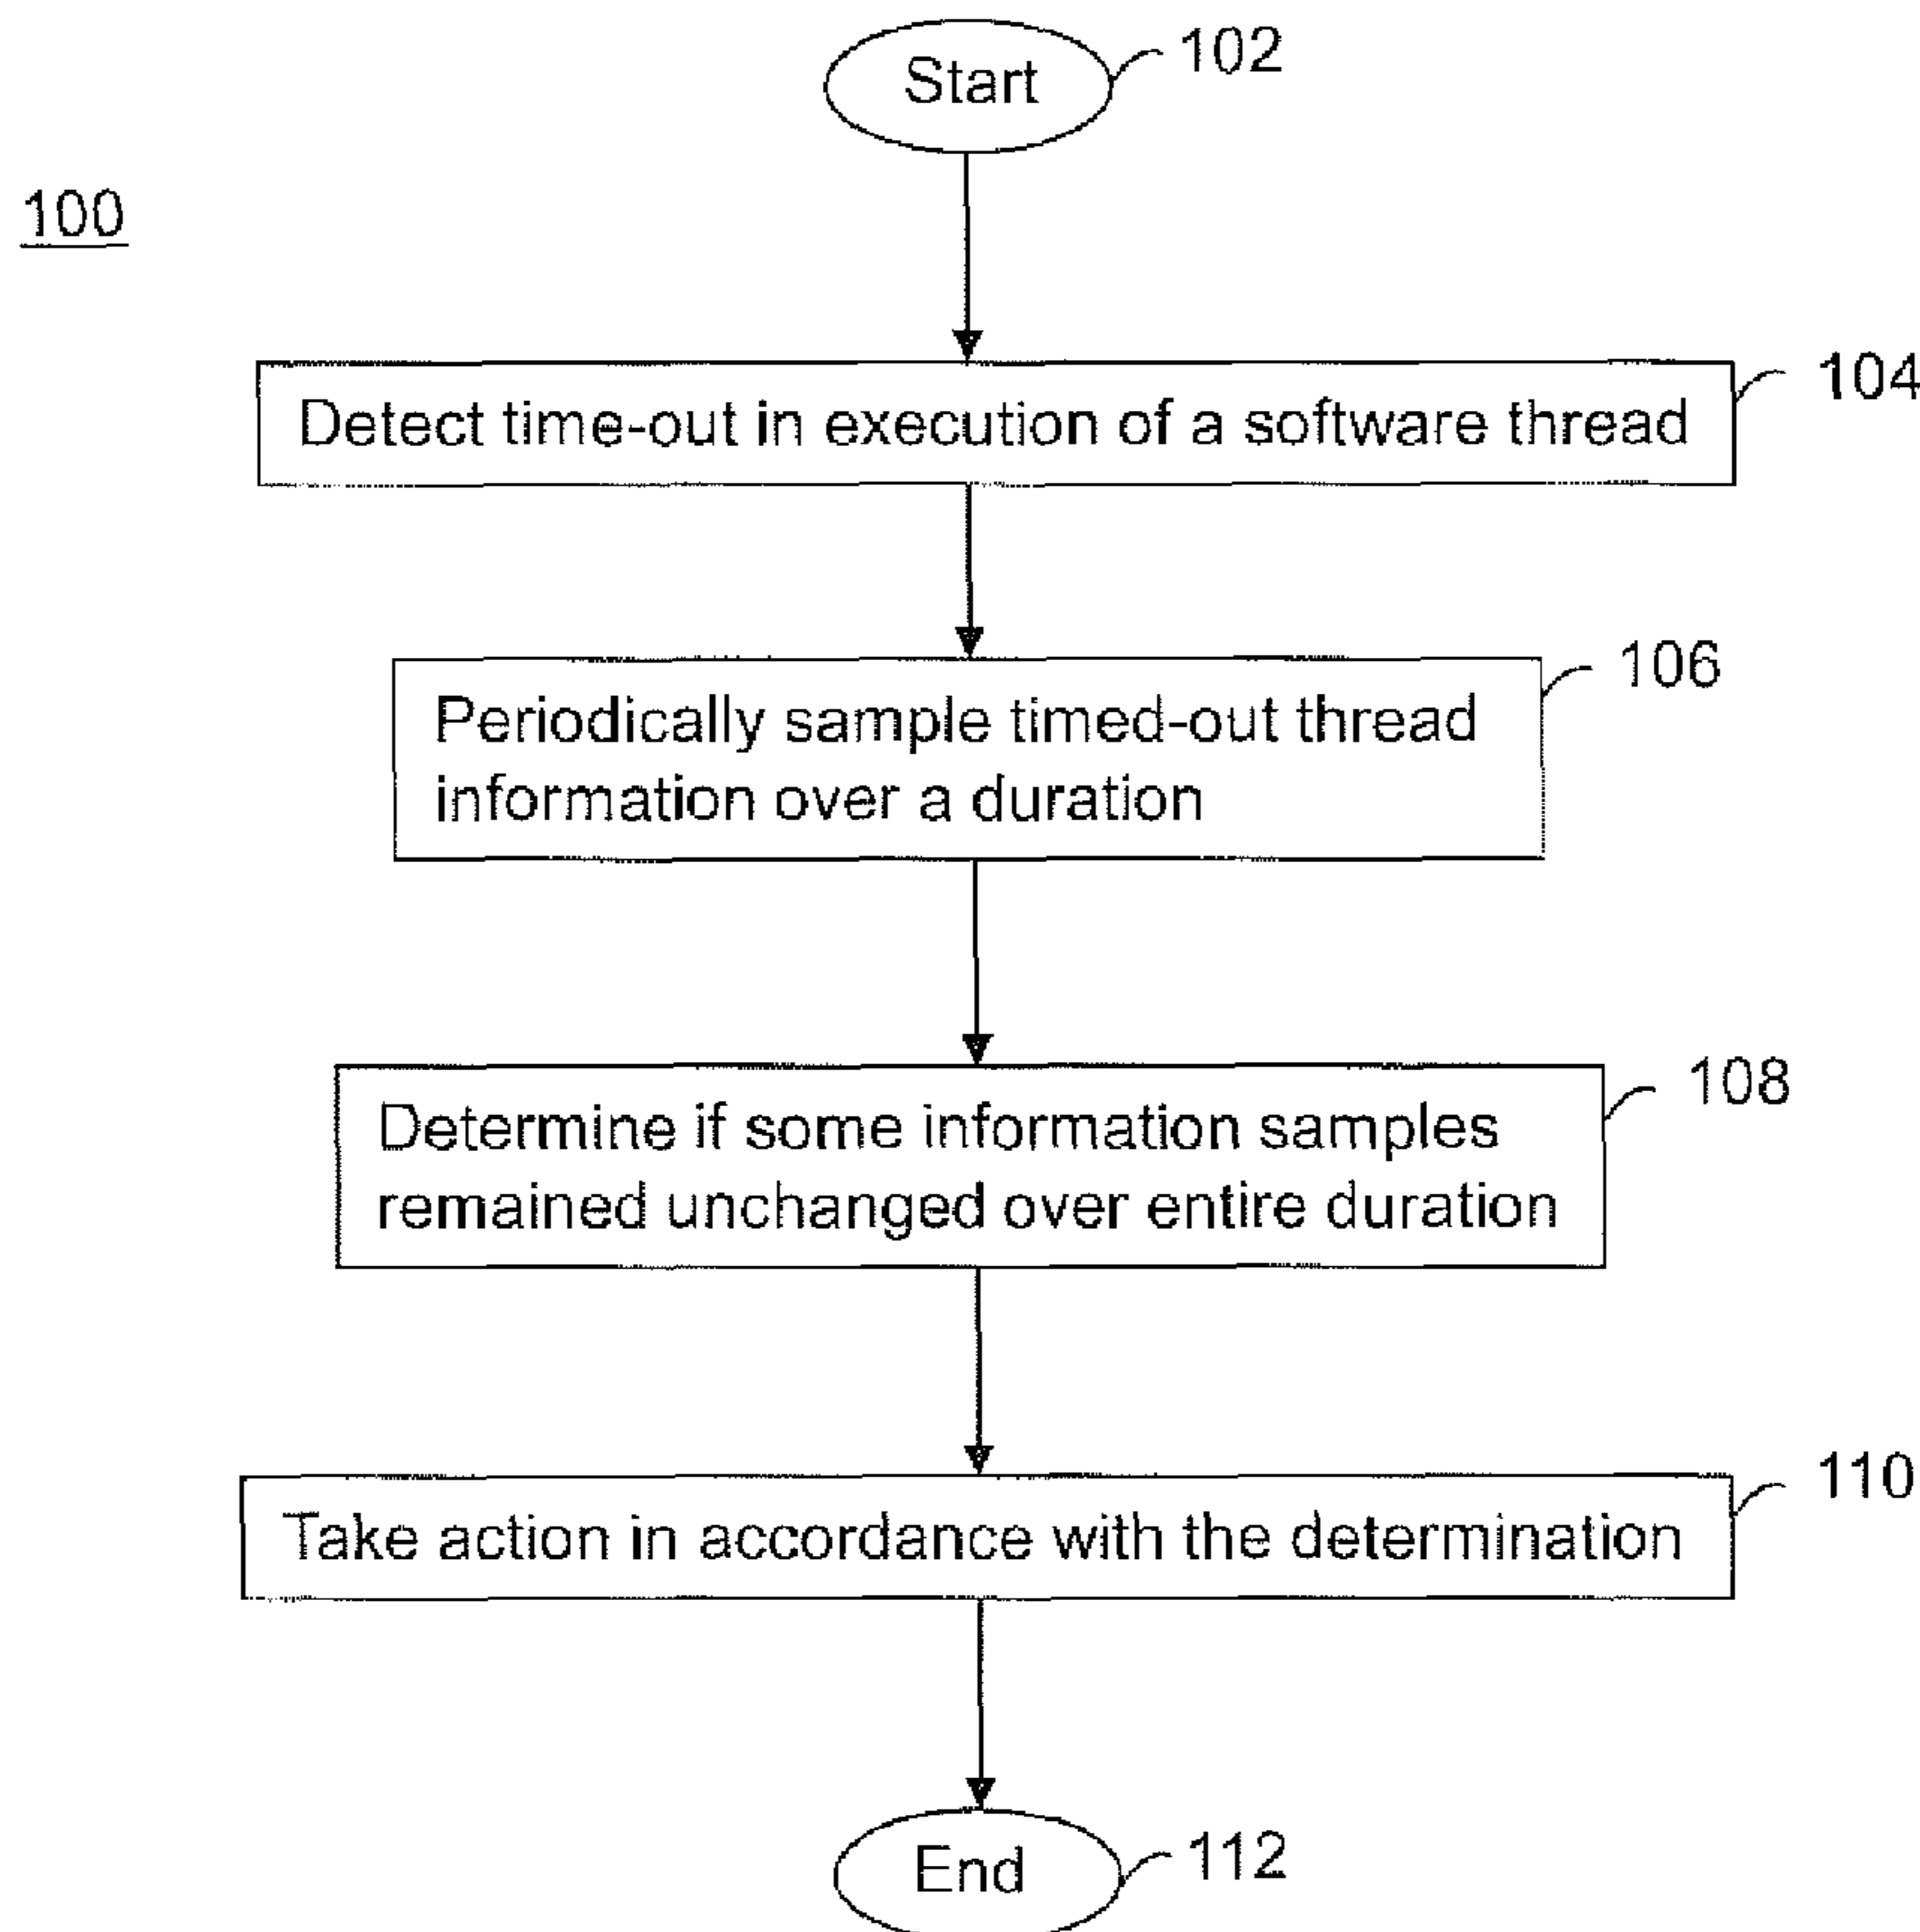 Start
102
100
Detect time-out in execution of a software thread
104
Periodically sample timed-out thread
information over a duration
106
Determine if some information samples
remained unchanged over entire duration
108
Take action in accordance with the determination
110
End
112